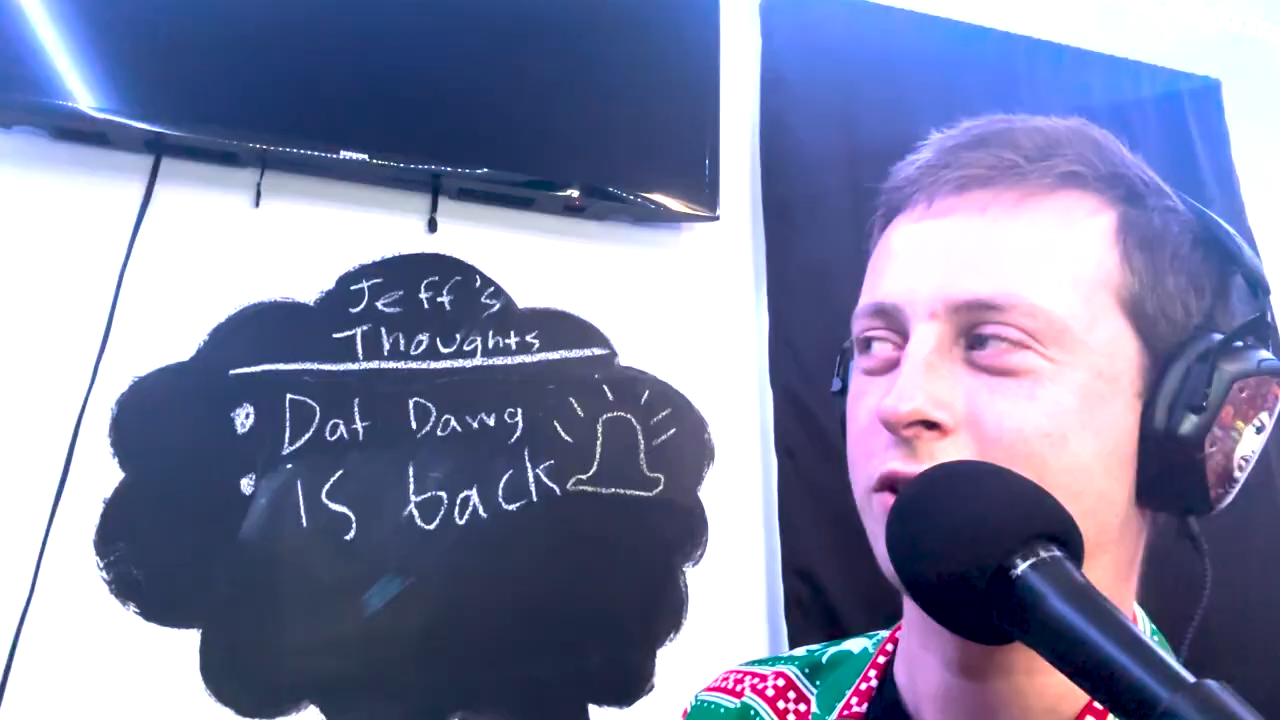 Jeff's
Thoughts
• Dat Dawg
• is back